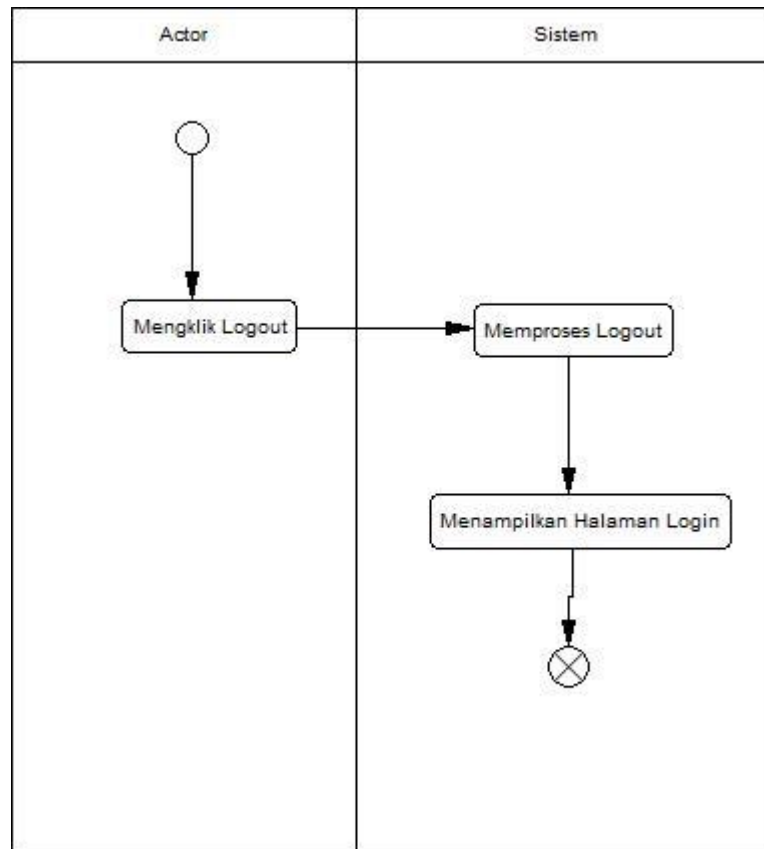 Actor
Sistem
Mengklik Logout
Memproses Logout
Menampilkan Halaman Login